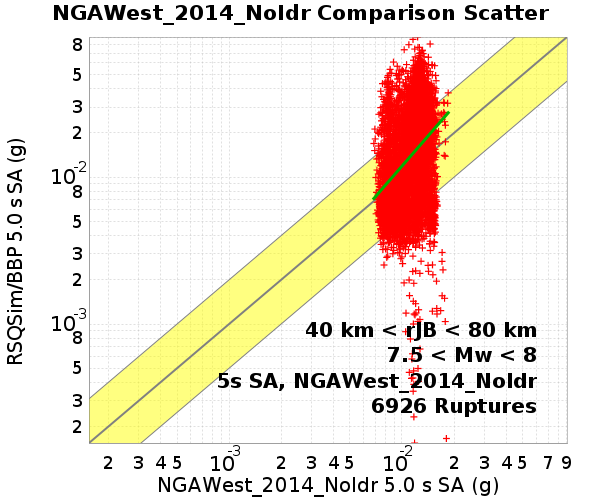 NGAWest_2014_NoIdr Comparison Scatter
8
5
3
2
10-2
8
5
3
2
10-3
8
5
3
2
RSQSim/BBP 5.0 s SA (g)
40 km < rJB < 80 km
7.5 < Mw < 8
5s SA, NGAWest_2014_NoIdr
6926 Ruptures
2 3 4 5 10-3 2 3 4 5 10-2 2 3 4 5 7 9
NGAWest_2014_NoIdr 5.0 s SA (g)